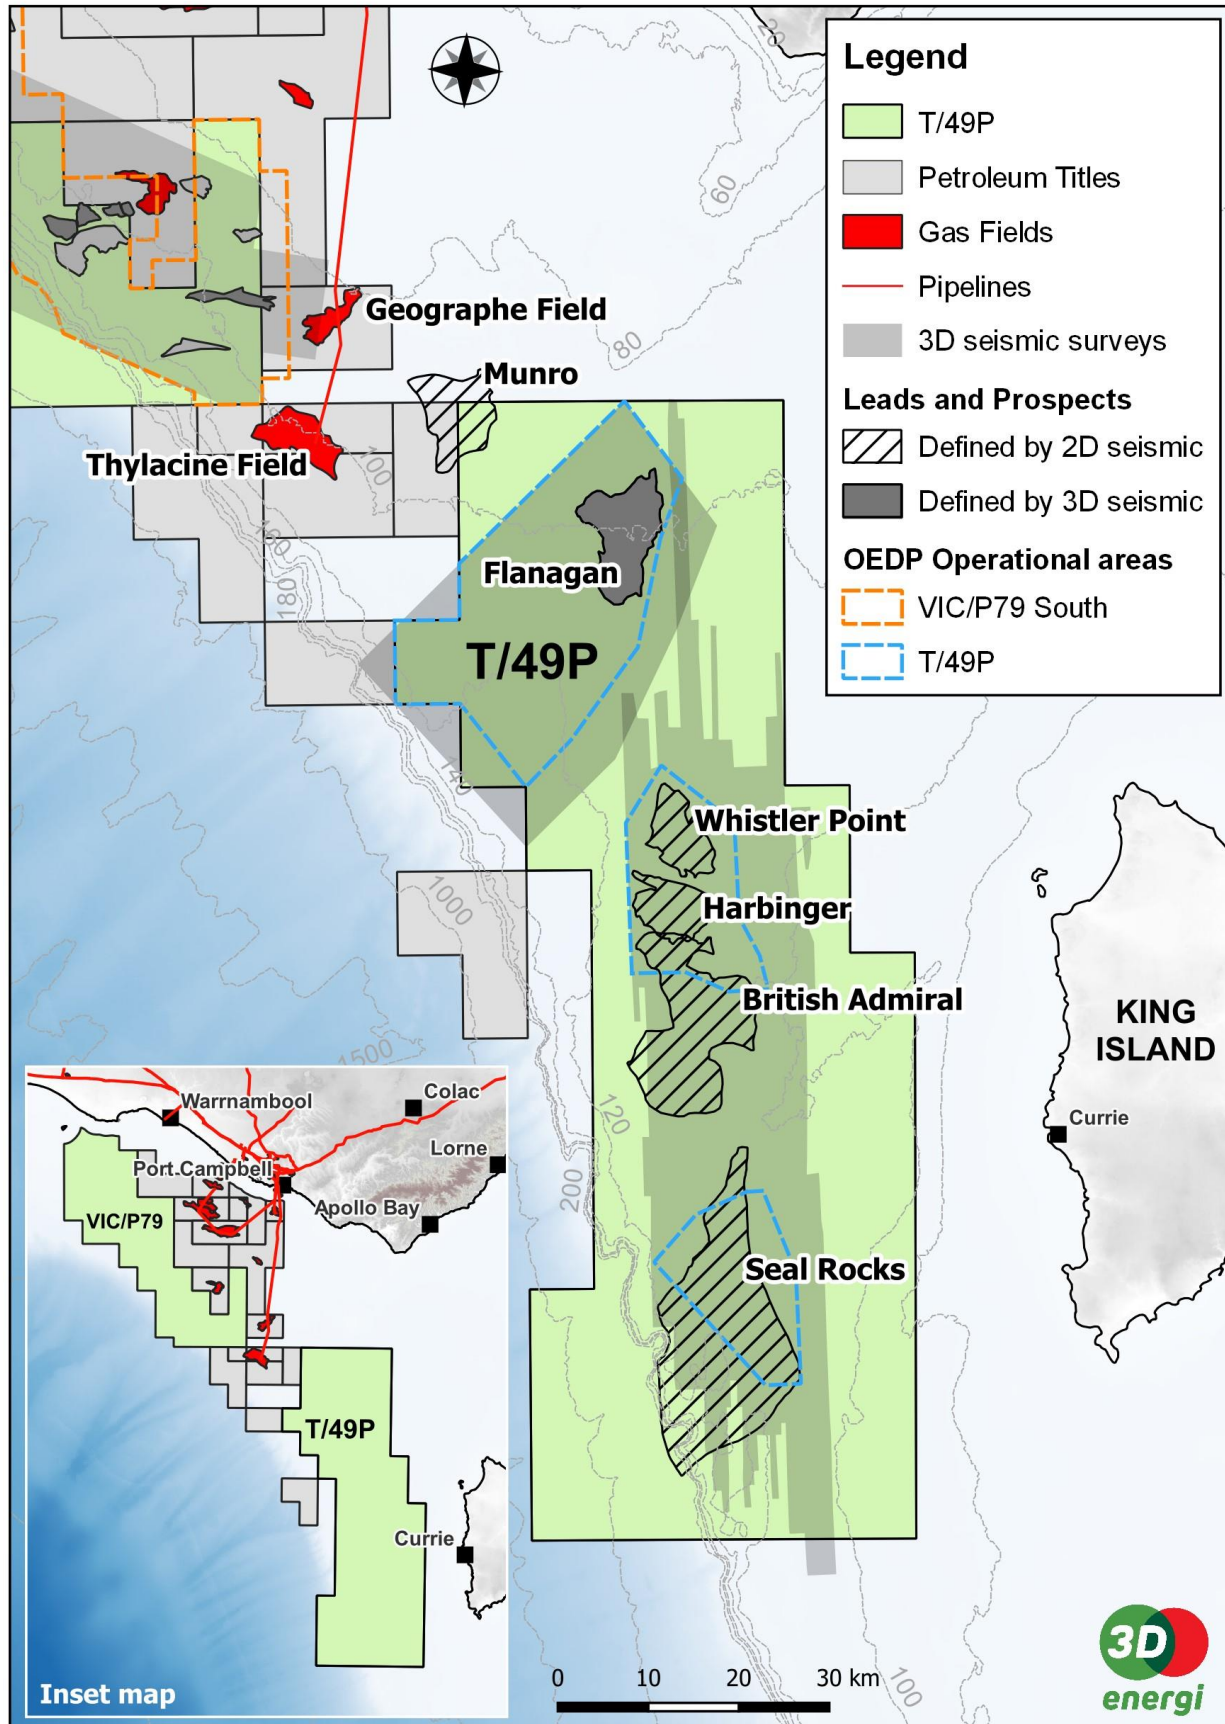 20
Legend
T/49P
Petroleum Titles
Gas Fields
Pipelines
3D seismic surveys
Leads and Prospects
Defined by 2D seismic
Defined by 3D seismic
OEDP Operational areas
VIC/P79 South
T/49P
60
80
Geographe Field
Munro
Thylacine Field
100
160
180
Flanagan
T/49P
140
Whistler Point
Harbinger
1000
British Admiral
KING
ISLAND
1500
120
Currie
200
Seal Rocks
Warrnambool
Colac
Lorne
Port Campbell
Apollo Bay
VIC/P79
T/49P
Currie
Inset map
0 10 20 30 km
100
3D
energi